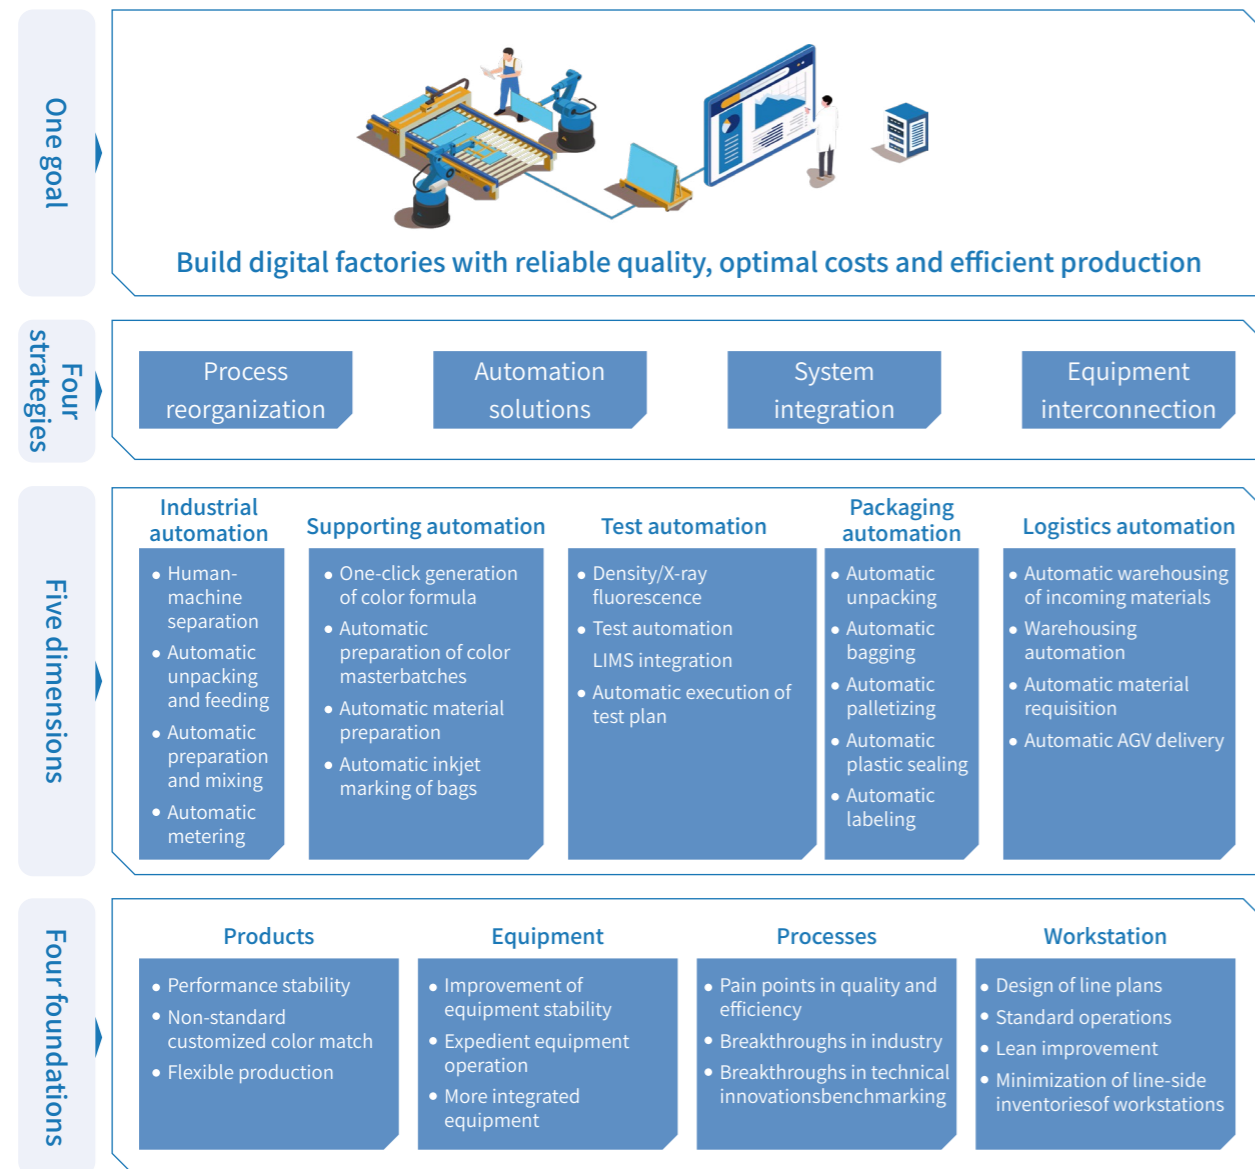 One goal
Build digital factories with reliable quality, optimal costs and efficient production
Four
strategies
Process
reorganization
Automation
solutions
System
integration
Equipment
interconnection
Five dimensions
Industrial
automation
• Human-
machine
separation
• Automatic
unpacking
and feeding
• Automatic
preparation
and mixing
• Automatic
metering
Supporting automation
• One-click generation
of color formula
• Automatic
preparation of color
masterbatches
• Automatic material
preparation
• Automatic inkjet
marking of bags
Test automation
• Density/X-ray
fluorescence
• Test automation
LIMS integration
• Automatic execution of
test plan
Packaging
automation
• Automatic
unpacking
• Automatic
bagging
• Automatic
palletizing
• Automatic
plastic sealing
• Automatic
labeling
Logistics automation
• Automatic warehousing
of incoming materials
• Warehousing
automation
• Automatic material
requisition
• Automatic AGV delivery
Four foundations
Products
• Performance stability
• Non-standard
customized color match
• Flexible production
Equipment
• Improvement of
equipment stability
• Expedient equipment
operation
• More integrated
equipment
Processes
• Pain points in quality and
efficiency
• Breakthroughs in industry
• Breakthroughs in technical
innovationsbenchmarking
Workstation
• Design of line plans
• Standard operations
• Lean improvement
• Minimization of line-side
inventoriesof workstations